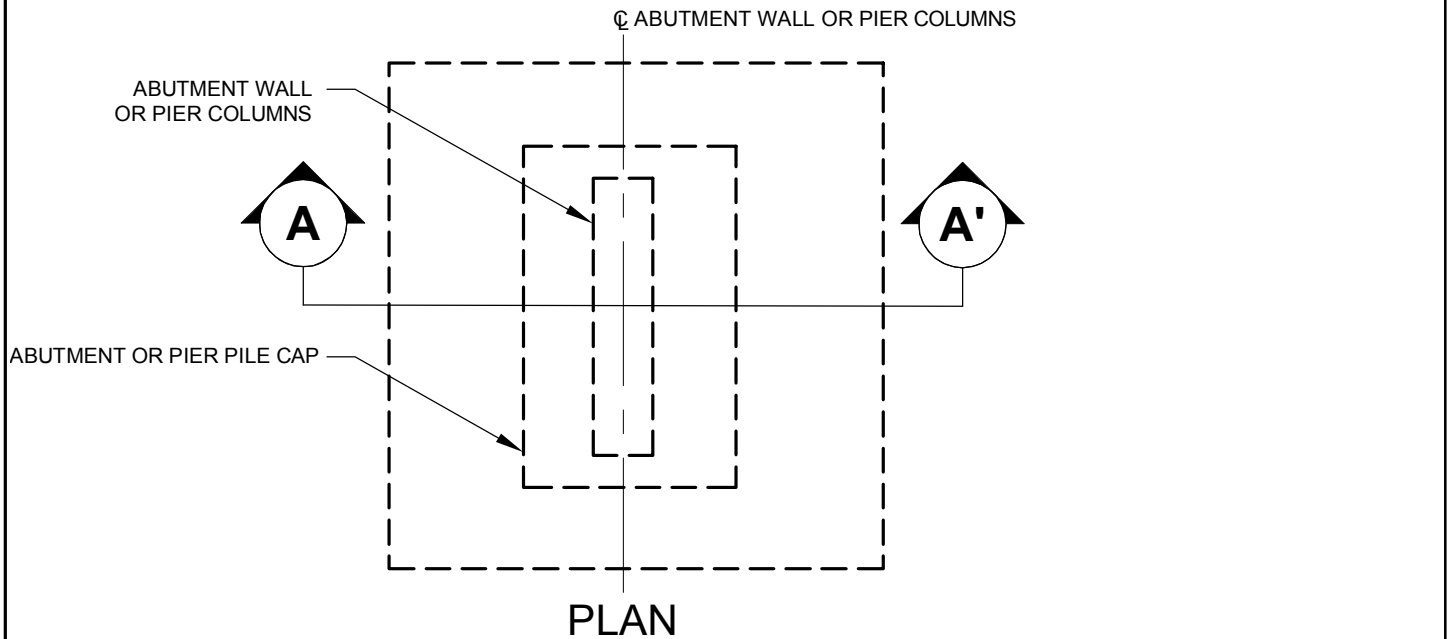 ℄ ABUTMENT WALL OR PIER COLUMNS
ABUTMENT WALL
OR PIER COLUMNS
A
A'
ABUTMENT OR PIER PILE CAP
PLAN